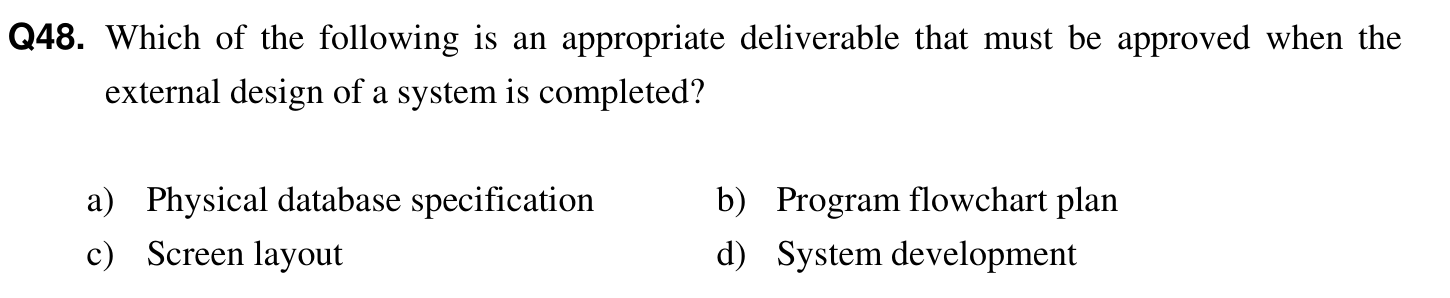 Q48. Which of the following is an appropriate deliverable that must be approved when the
external design of a system is completed?
a) Physical database specification b) Program flowchart plan
c) Screen layout d) System development